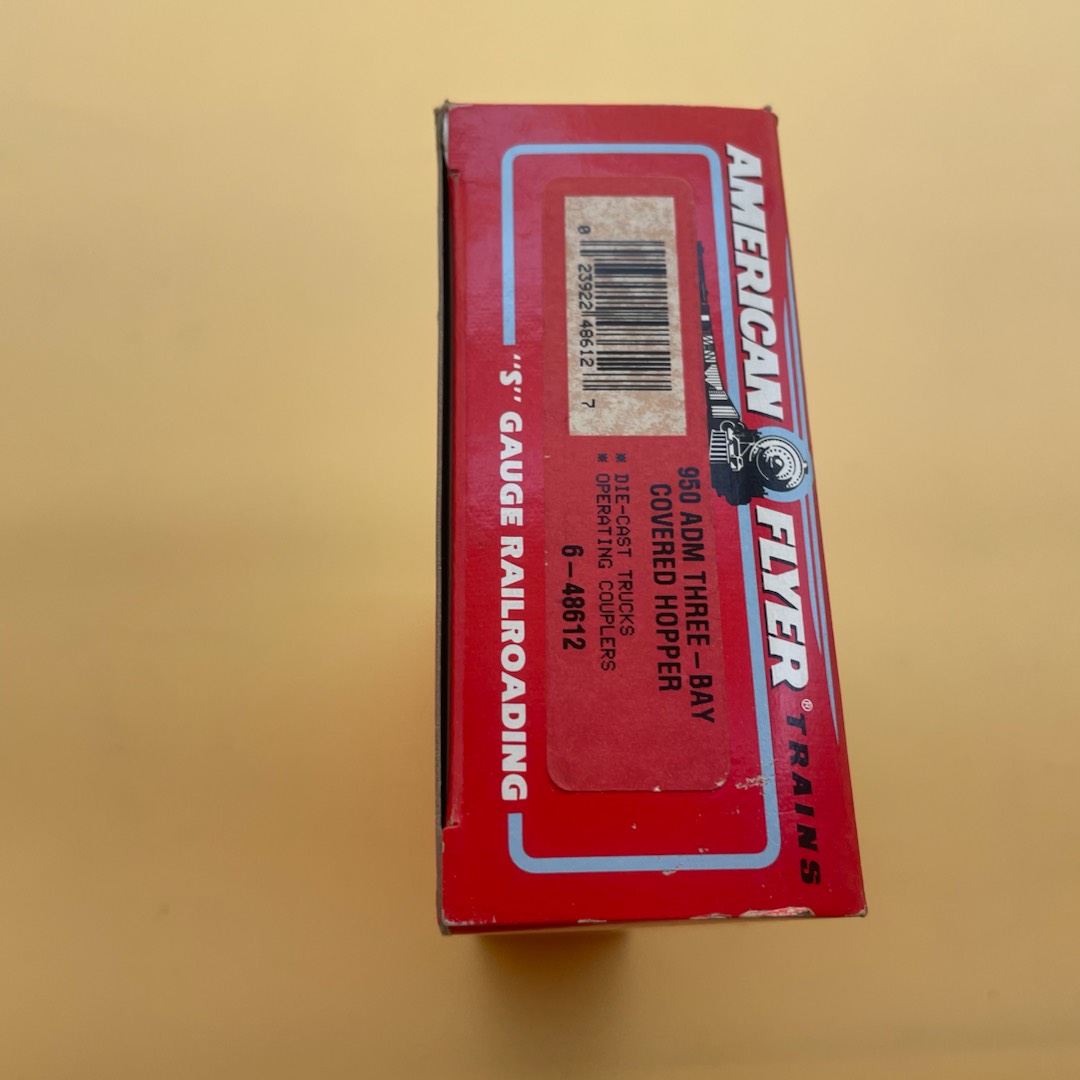 AMERICAN FLYER® TRAINS
950 ADM THREE-BAY
COVERED HOPPER
※ DIE-CAST TRUCKS
※ OPERATING COUPLERS
6-48612
0 23922 48612 7
"S" GAUGE RAILROADING